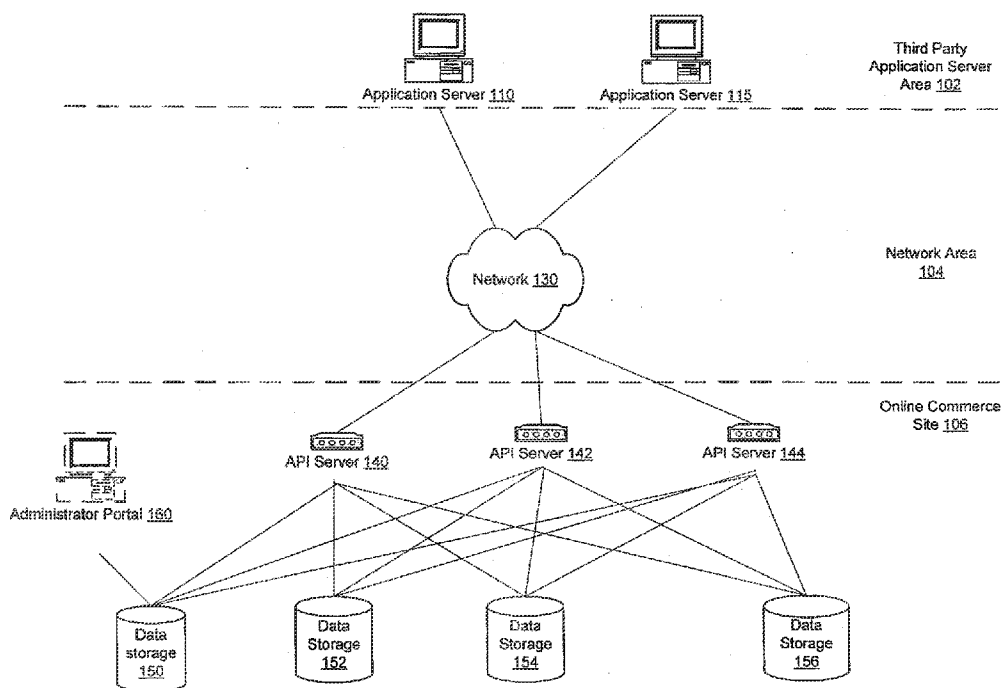 Third Party
Application Server
Area 102
Application Server 110
Application Server 115
Network Area
104
Network 130
Online Commerce
Site 106
API Server 140
API Server 142
API Server 144
Administrator Portal 160
Data
storage
150
Data
Storage
152
Data
Storage
154
Data
Storage
156